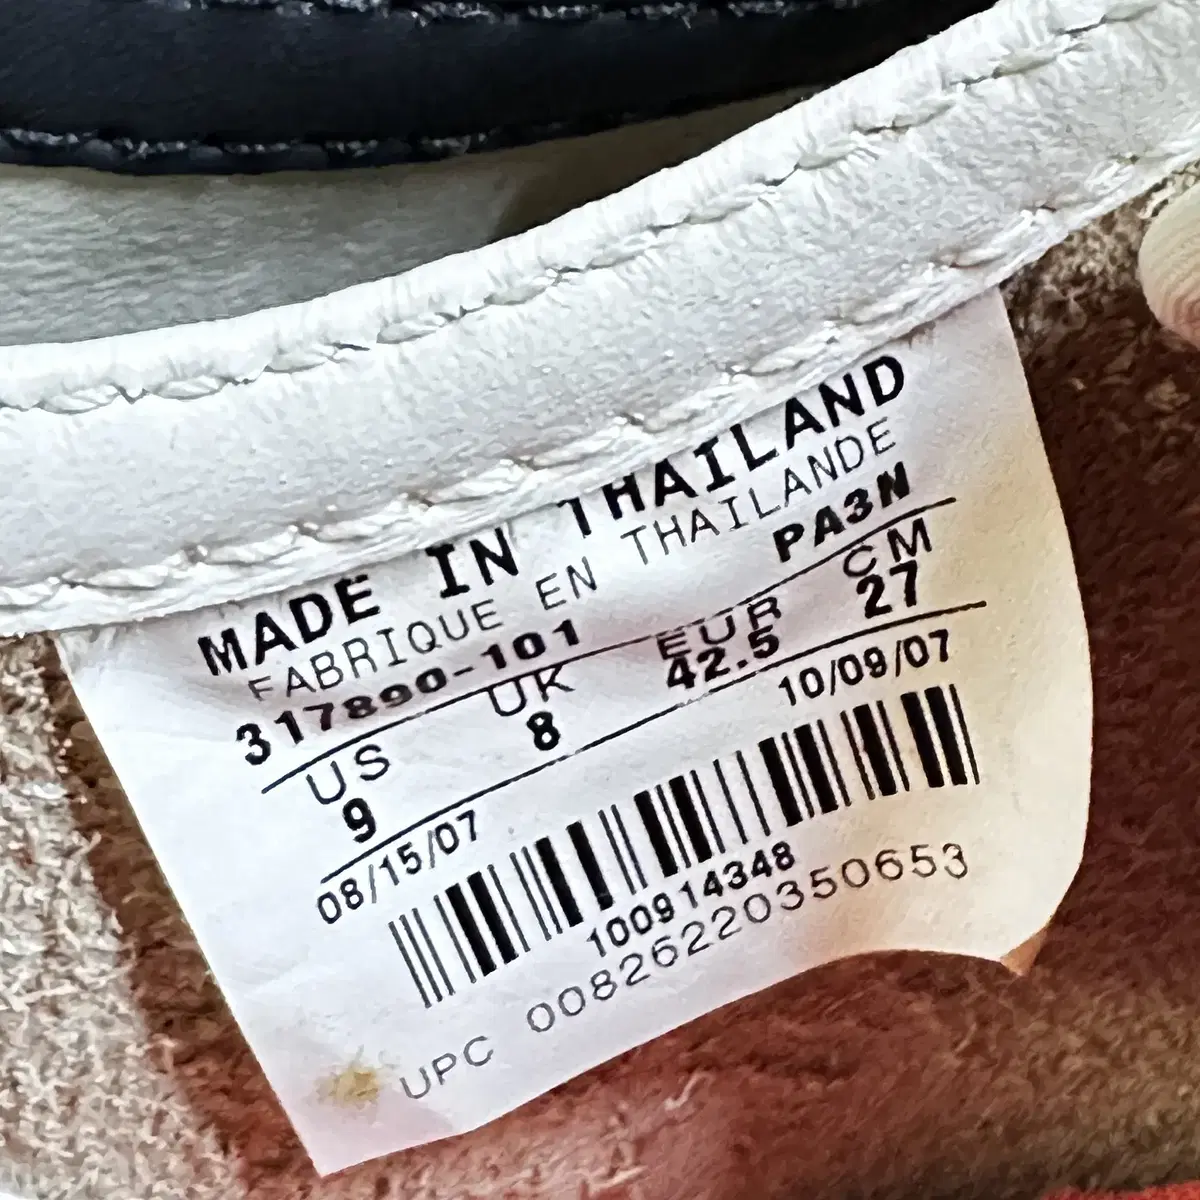 MADE IN THAILAND
FABRIQUE EN THAILANDE
317890-101 PA3N
US UK EUR CM
9 8 42.5 27
08/15/07 10/09/07
100914348
UPC 00826220350653